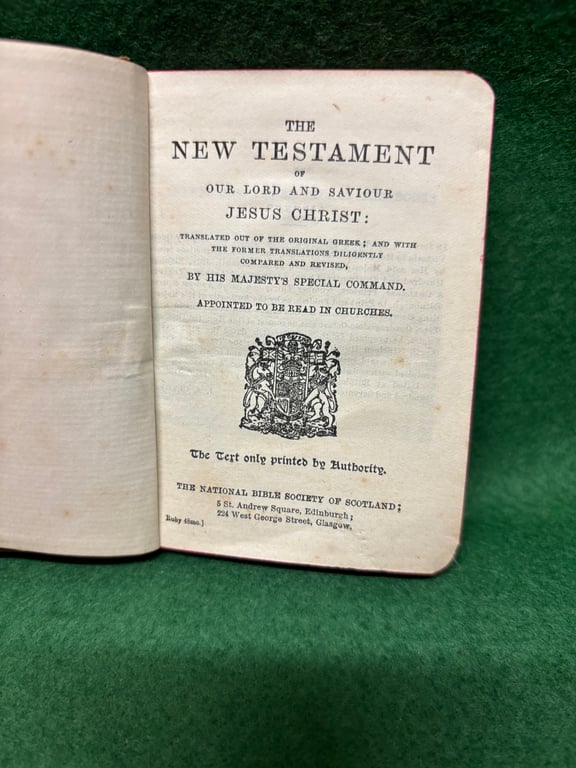 THE
NEW TESTAMENT
OF
OUR LORD AND SAVIOUR
JESUS CHRIST:
TRANSLATED OUT OF THE ORIGINAL GREEK; AND WITH
THE FORMER TRANSLATIONS DILIGENTLY
COMPARED AND REVISED,
BY HIS MAJESTY'S SPECIAL COMMAND.
APPOINTED TO BE READ IN CHURCHES.
The Text only printed by Authority.
THE NATIONAL BIBLE SOCIETY OF SCOTLAND;
5 St. Andrew Square, Edinburgh;
224 West George Street, Glasgow.
Ruby 48mo.]